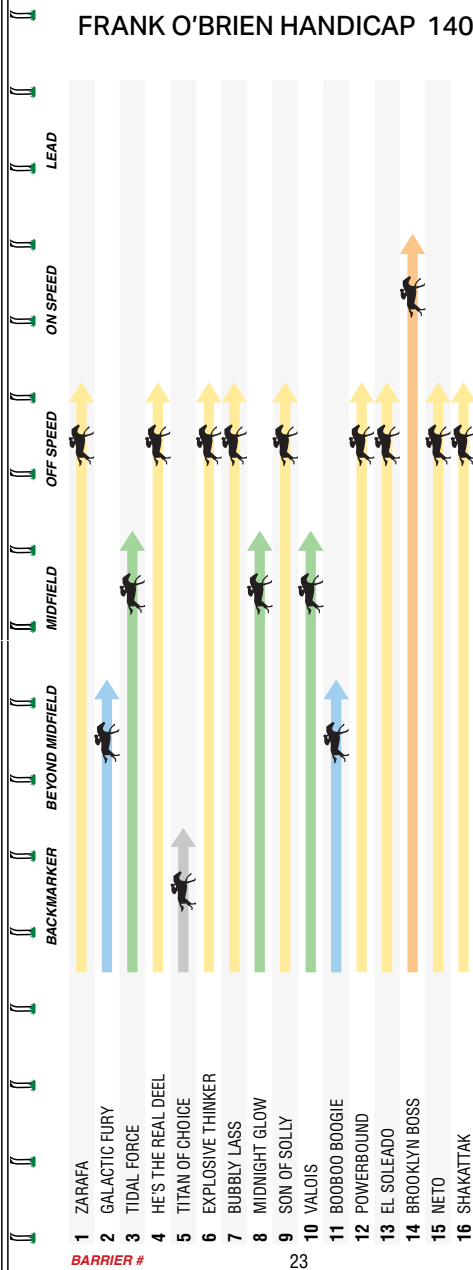 FRANK O’BRIEN HANDICAP 140
LEAD
ON SPEED
OFF SPEED
MIDFIELD
BEYOND MIDFIELD
BACKMARKER
1 ZARAFA
2 GALACTIC FURY
3 TIDAL FORCE
4 HE'S THE REAL DEEL
5 TITAN OF CHOICE
6 EXPLOSIVE THINKER
7 BUBBLY LASS
8 MIDNIGHT GLOW
9 SON OF SOLLY
10 VALOIS
11 BOOBOO BOOGIE
12 POWERBOUND
13 EL SOLEADO
14 BROOKLYN BOSS
15 NETO
16 SHAKATTAK
BARRIER #
23